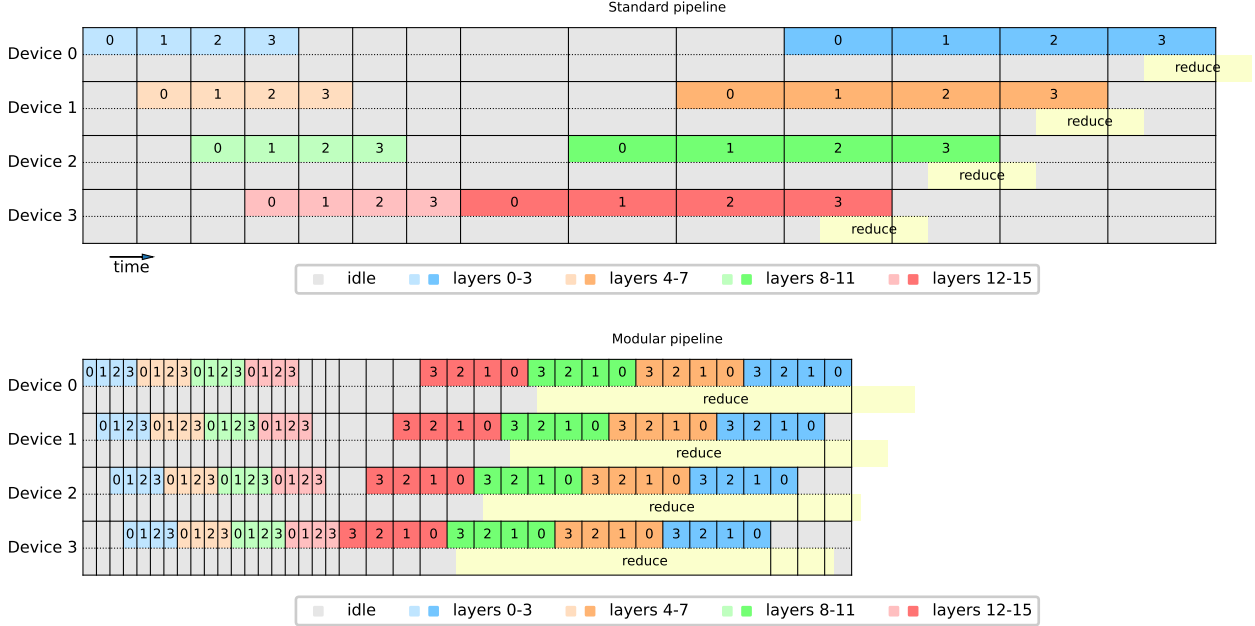 Standard pipeline
Device 0 0 1 2 3 0 1 2 3
reduce
Device 1 0 1 2 3 0 1 2 3
reduce
Device 2 0 1 2 3 0 1 2 3
reduce
Device 3 0 1 2 3 0 1 2 3
reduce
time
idle layers 0-3 layers 4-7 layers 8-11 layers 12-15
Modular pipeline
Device 0 0 1 2 3 0 1 2 3 0 1 2 3 0 1 2 3 3 2 1 0 3 2 1 0 3 2 1 0 3 2 1 0
reduce
Device 1 0 1 2 3 0 1 2 3 0 1 2 3 0 1 2 3 3 2 1 0 3 2 1 0 3 2 1 0 3 2 1 0
reduce
Device 2 0 1 2 3 0 1 2 3 0 1 2 3 0 1 2 3 3 2 1 0 3 2 1 0 3 2 1 0 3 2 1 0
reduce
Device 3 0 1 2 3 0 1 2 3 0 1 2 3 0 1 2 3 3 2 1 0 3 2 1 0 3 2 1 0 3 2 1 0
reduce
idle layers 0-3 layers 4-7 layers 8-11 layers 12-15